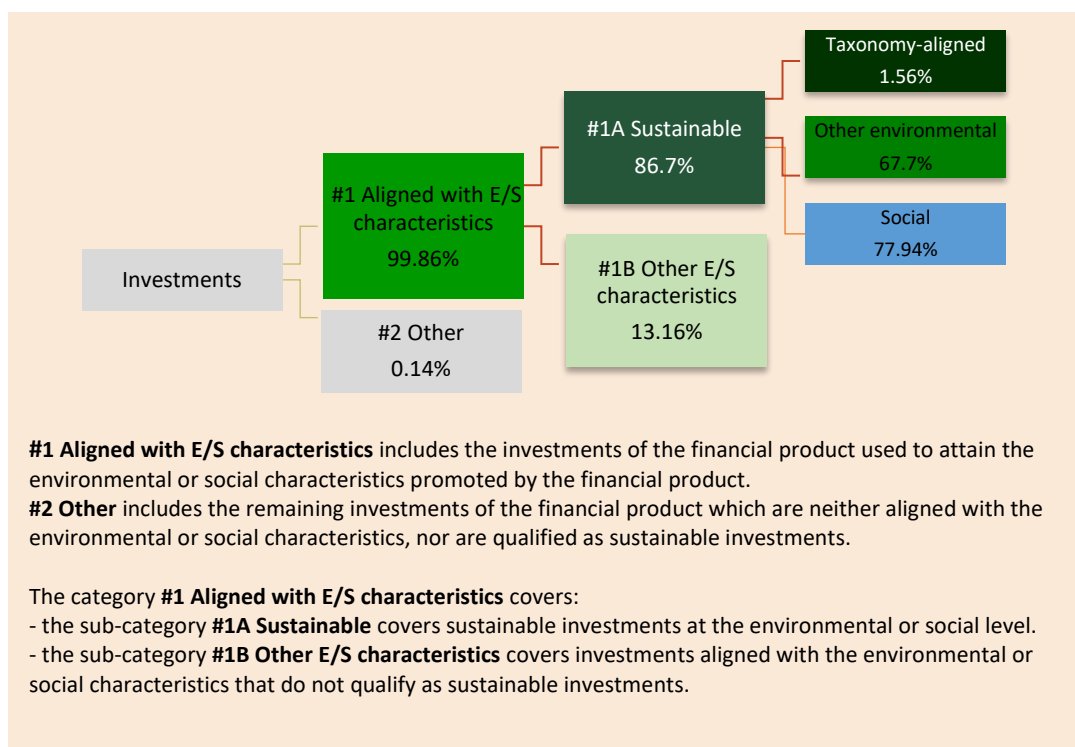 Investments
#1 Aligned with E/S
characteristics
99.86%
#2 Other
0.14%
#1A Sustainable
86.7%
#1B Other E/S
characteristics
13.16%
Taxonomy-aligned
1.56%
Other environmental
67.7%
Social
77.94%
#1 Aligned with E/S characteristics includes the investments of the financial product used to attain the
environmental or social characteristics promoted by the financial product.
#2 Other includes the remaining investments of the financial product which are neither aligned with the
environmental or social characteristics, nor are qualified as sustainable investments.
The category #1 Aligned with E/S characteristics covers:
- the sub-category #1A Sustainable covers sustainable investments at the environmental or social level.
- the sub-category #1B Other E/S characteristics covers investments aligned with the environmental or
social characteristics that do not qualify as sustainable investments.